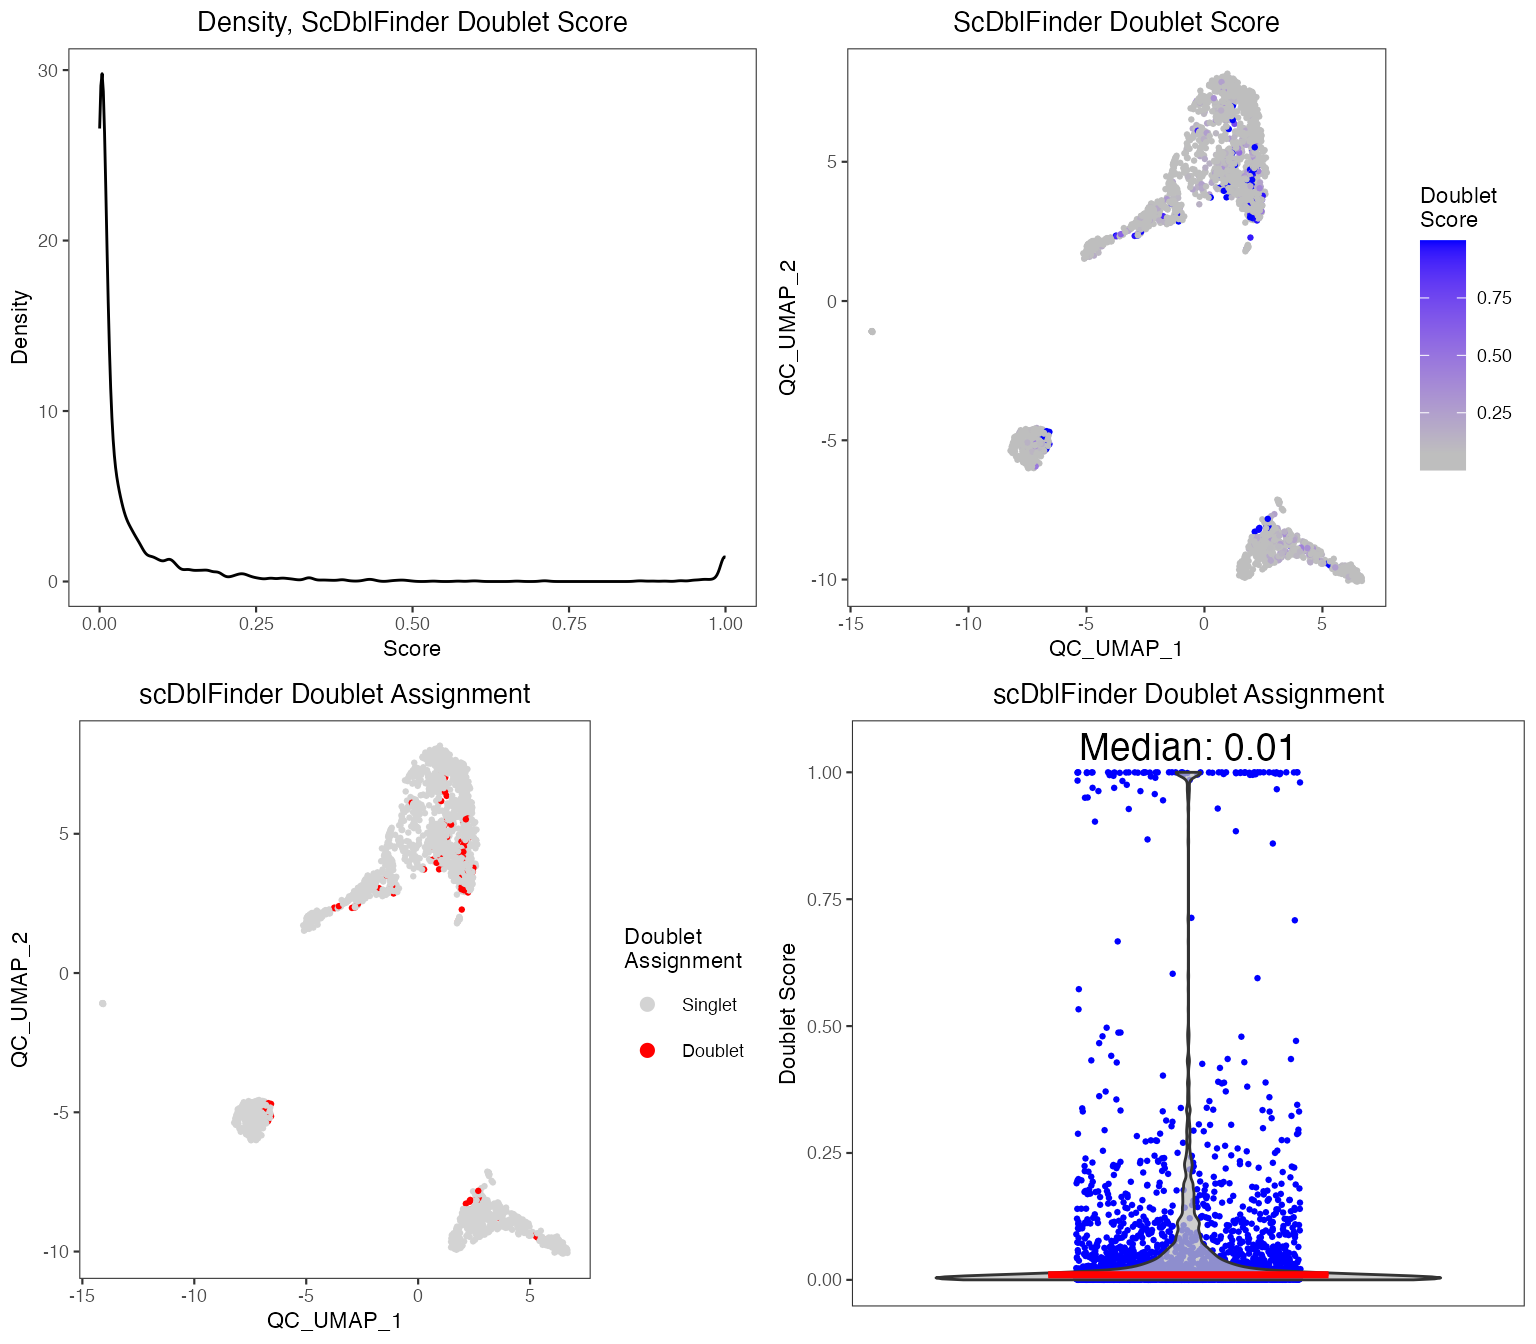 Density, ScDblFinder Doublet Score
30
20
10
0
Density
0.00
0.25
0.50
0.75
1.00
Score
ScDblFinder Doublet Score
5
0
-5
-10
QC_UMAP_2
-15
-10
-5
0
5
QC_UMAP_1
Doublet
Score
0.75
0.50
0.25
scDblFinder Doublet Assignment
5
0
-5
-10
QC_UMAP_2
-15
-10
-5
0
5
QC_UMAP_1
Doublet
Assignment
Singlet
Doublet
scDblFinder Doublet Assignment
Median: 0.01
1.00
0.75
0.50
0.25
0.00
Doublet Score